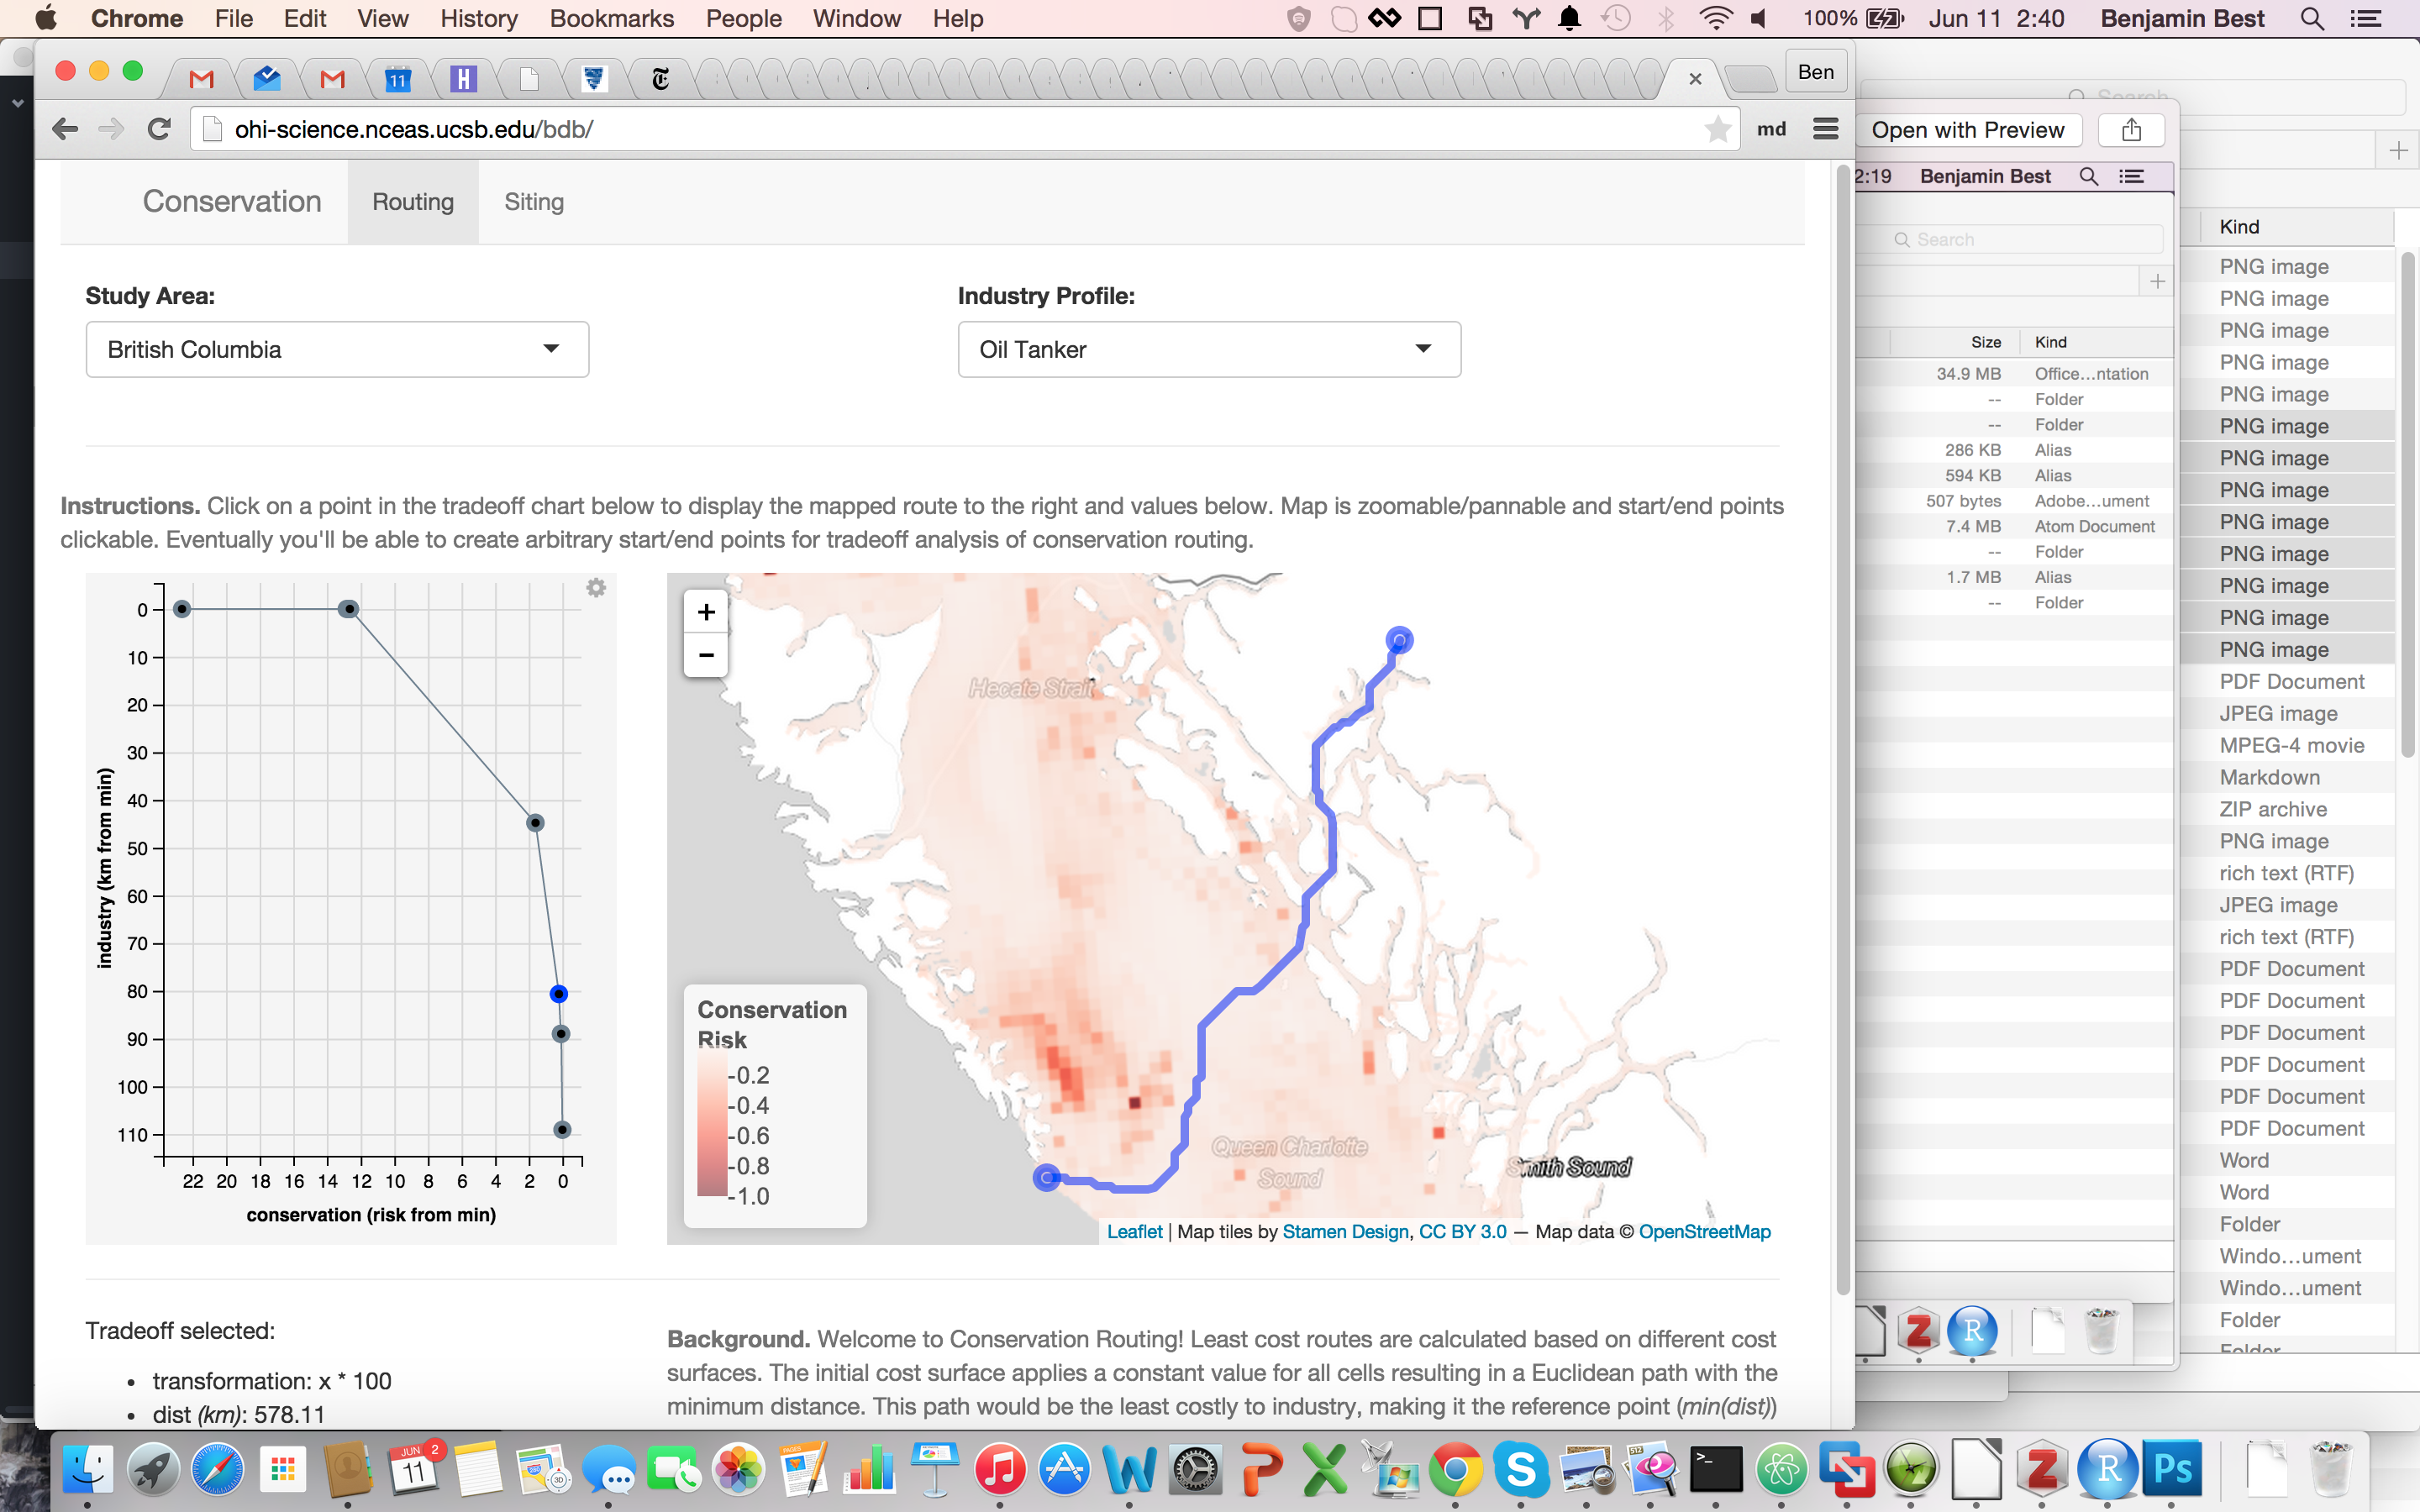 Chrome File Edit View History Bookmarks People Window Help 100% Jun 11 2:40 Benjamin Best
11 H T Ben
ohi-science.nceas.ucsb.edu/bdb/ md
Conservation Routing Siting
Study Area: Industry Profile:
British Columbia Oil Tanker
Instructions. Click on a point in the tradeoff chart below to display the mapped route to the right and values below. Map is zoomable/pannable and start/end points
clickable. Eventually you'll be able to create arbitrary start/end points for tradeoff analysis of conservation routing.
0
10
20
30
40
50
60
70
80
90
100
110
industry (km from min)
22 20 18 16 14 12 10 8 6 4 2 0
conservation (risk from min)
+
−
Hecate Strait
Queen Charlotte
Sound
Smith Sound
Conservation
Risk
-0.2
-0.4
-0.6
-0.8
-1.0
Leaflet | Map tiles by Stamen Design, CC BY 3.0 — Map data © OpenStreetMap
Tradeoff selected:
• transformation: x * 100
• dist (km): 578.11
Background. Welcome to Conservation Routing! Least cost routes are calculated based on different cost
surfaces. The initial cost surface applies a constant value for all cells resulting in a Euclidean path with the
minimum distance. This path would be the least costly to industry, making it the reference point (min(dist))
Search
Open with Preview
2:19 Benjamin Best
Search
Size Kind
34.9 MB Office...ntation
-- Folder
-- Folder
286 KB Alias
594 KB Alias
507 bytes Adobe...ument
7.4 MB Atom Document
-- Folder
1.7 MB Alias
-- Folder
Kind
PNG image
PNG image
PNG image
PNG image
PNG image
PNG image
PNG image
PNG image
PNG image
PNG image
PNG image
PNG image
PNG image
PDF Document
JPEG image
MPEG-4 movie
Markdown
ZIP archive
PNG image
rich text (RTF)
JPEG image
rich text (RTF)
PDF Document
PDF Document
PDF Document
PDF Document
PDF Document
PDF Document
Word
Word
Folder
Windo...ument
Windo...ument
Folder
Folder
Z R
JUN 2
11
PAGES
W P X S Z R Ps